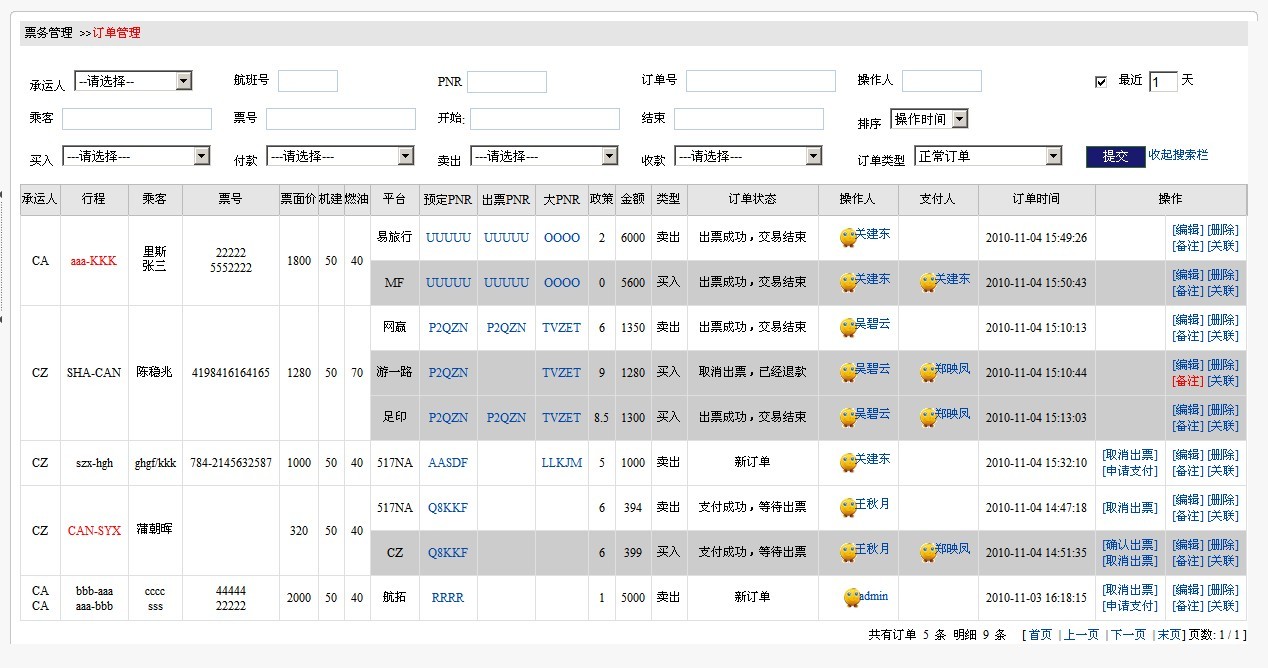 票务管理 >>订单管理
承运人 ---请选择-- 航班号 PNR 订单号 操作人 最近 1 天
乘客 票号 开始: 结束 排序 操作时间
买入 ---请选择--- 付款 ---请选择--- 卖出 ---请选择--- 收款 ---请选择--- 订单类型 正常订单 提交 收起搜索栏
承运人 行程 乘客 票号 票面价 机建 燃油 平台 预定PNR 出票PNR 大PNR 政策 金额 类型 订单状态 操作人 支付人 订单时间 操作
CA aaa-KKK 里斯 22222 1800 50 40 易旅行 UUUUU UUUUU OOOO 2 6000 卖出 出票成功，交易结束 关建东 2010-11-04 15:49:26 [编辑] [删除]
张三 5552222 [备注] [关联]
MF UUUUU UUUUU OOOO 0 5600 买入 出票成功，交易结束 关建东 关建东 2010-11-04 15:50:43 [编辑] [删除]
[备注] [关联]
CZ SHA-CAN 陈稳兆 4198416164165 1280 50 70 网赢 P2QZN P2QZN TVZET 6 1350 卖出 出票成功，交易结束 吴碧云 2010-11-04 15:10:13 [编辑] [删除]
[备注] [关联]
游一路 P2QZN TVZET 9 1280 买入 取消出票，已经退款 吴碧云 郑映凤 2010-11-04 15:10:44 [编辑] [删除]
[备注] [关联]
足印 P2QZN P2QZN TVZET 8.5 1300 买入 出票成功，交易结束 吴碧云 郑映凤 2010-11-04 15:13:03 [编辑] [删除]
[备注] [关联]
CZ szx-hgh ghgf/kkk 784-2145632587 1000 50 40 517NA AASDF LLKJM 5 1000 卖出 新订单 关建东 2010-11-04 15:32:10 [取消出票] [编辑] [删除]
[申请支付] [备注] [关联]
CZ CAN-SYX 蒲朝晖 320 50 40 517NA Q8KKF 6 394 卖出 支付成功，等待出票 王秋月 2010-11-04 14:47:18 [取消出票] [编辑] [删除]
[备注] [关联]
CZ Q8KKF 6 399 买入 支付成功，等待出票 王秋月 郑映凤 2010-11-04 14:51:35 [确认出票] [编辑] [删除]
[取消出票] [备注] [关联]
CA bbb-aaa cccc 44444 2000 50 40 航拓 RRRR 1 5000 卖出 新订单 admin 2010-11-03 16:18:15 [取消出票] [编辑] [删除]
CA aaa-bbb sss 22222 [申请支付] [备注] [关联]
共有订单 5 条 明细 9 条 [ 首页 | 上一页 | 下一页 | 末页] 页数: 1 / 1 ]